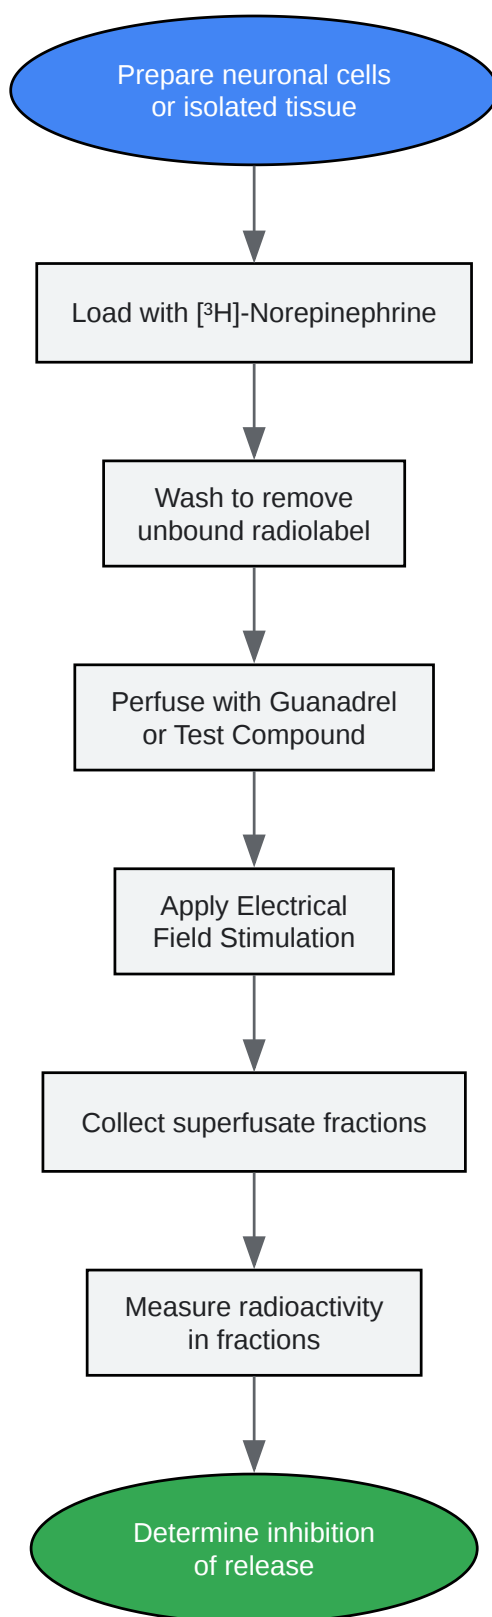 Prepare neuronal cells
or isolated tissue
Load with [³H]-Norepinephrine
Wash to remove
unbound radiolabel
Perfuse with Guanadrel
or Test Compound
Apply Electrical
Field Stimulation
Collect superfusate fractions
Measure radioactivity
in fractions
Determine inhibition
of release